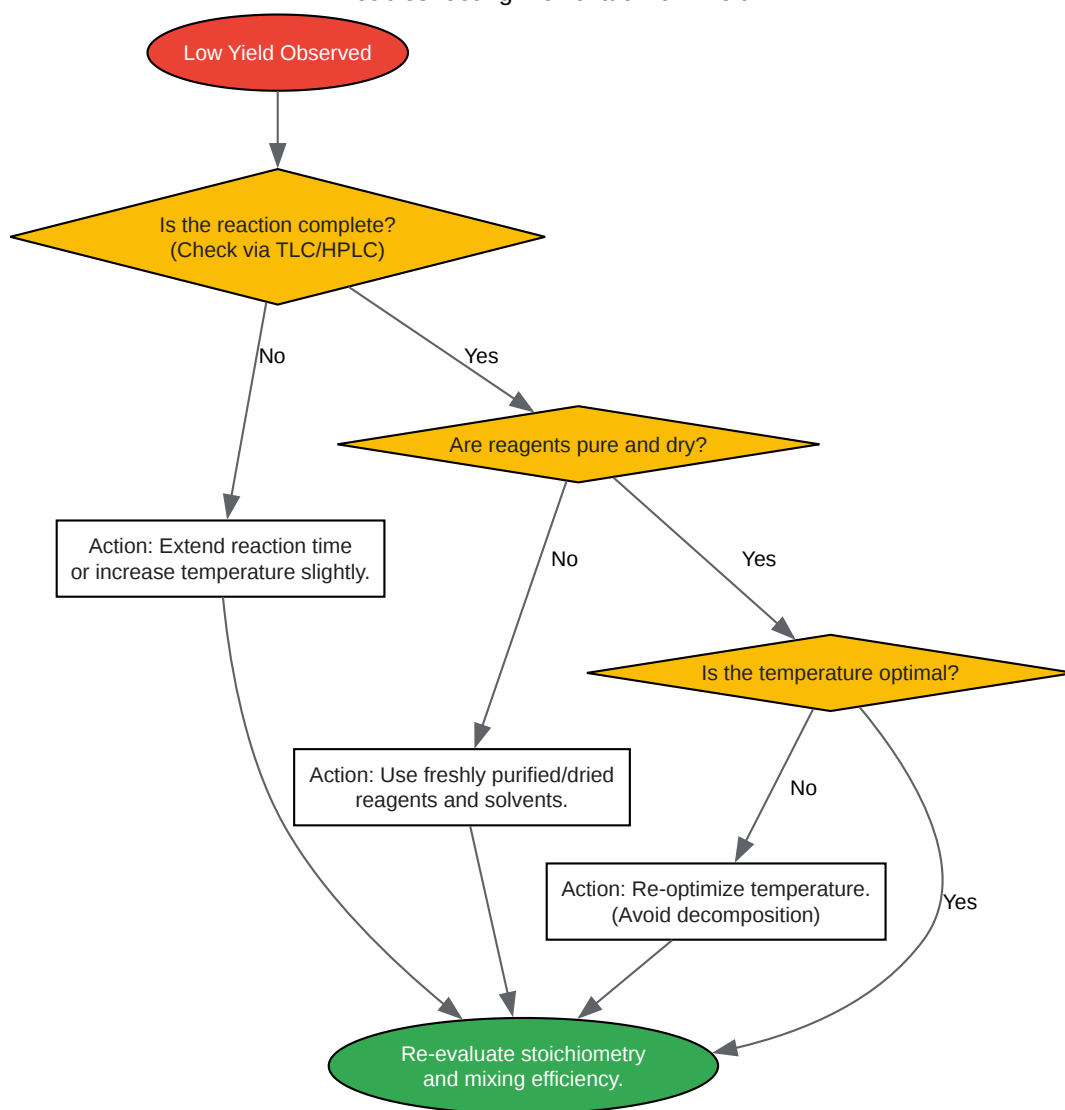 Low Yield Observed
Is the reaction complete?
(Check via TLC/HPLC)
No
Yes
Are reagents pure and dry?
Action: Extend reaction time
or increase temperature slightly.
No
Yes
Is the temperature optimal?
Action: Use freshly purified/dried
reagents and solvents.
No
Action: Re-optimize temperature.
(Avoid decomposition)
Yes
Re-evaluate stoichiometry
and mixing efficiency.